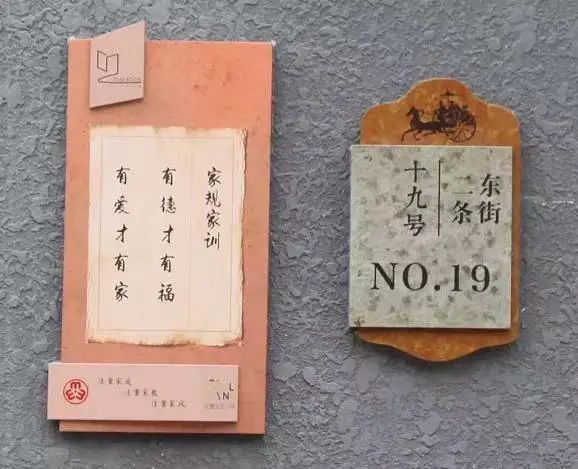 家规家训
有德才有福
有爱才有家
注重家庭
注重家教
注重家风
东街
二条
十九号
NO.19